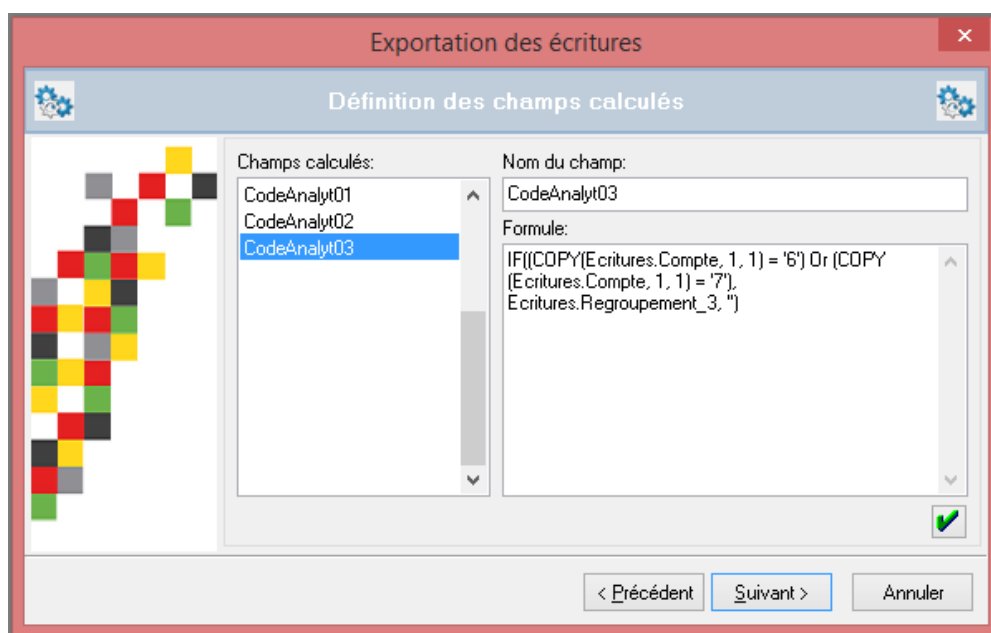 Exportation des écritures
Définition des champs calculés
Champs calculés:
CodeAnalyt01
CodeAnalyt02
CodeAnalyt03
Nom du champ:
CodeAnalyt03
Formule:
IF((COPY(Ecritures.Compte, 1, 1) = '6') Or (COPY
(Ecritures.Compte, 1, 1) = '7'),
Ecritures.Regroupement_3, '')
< Précédent
Suivant >
Annuler